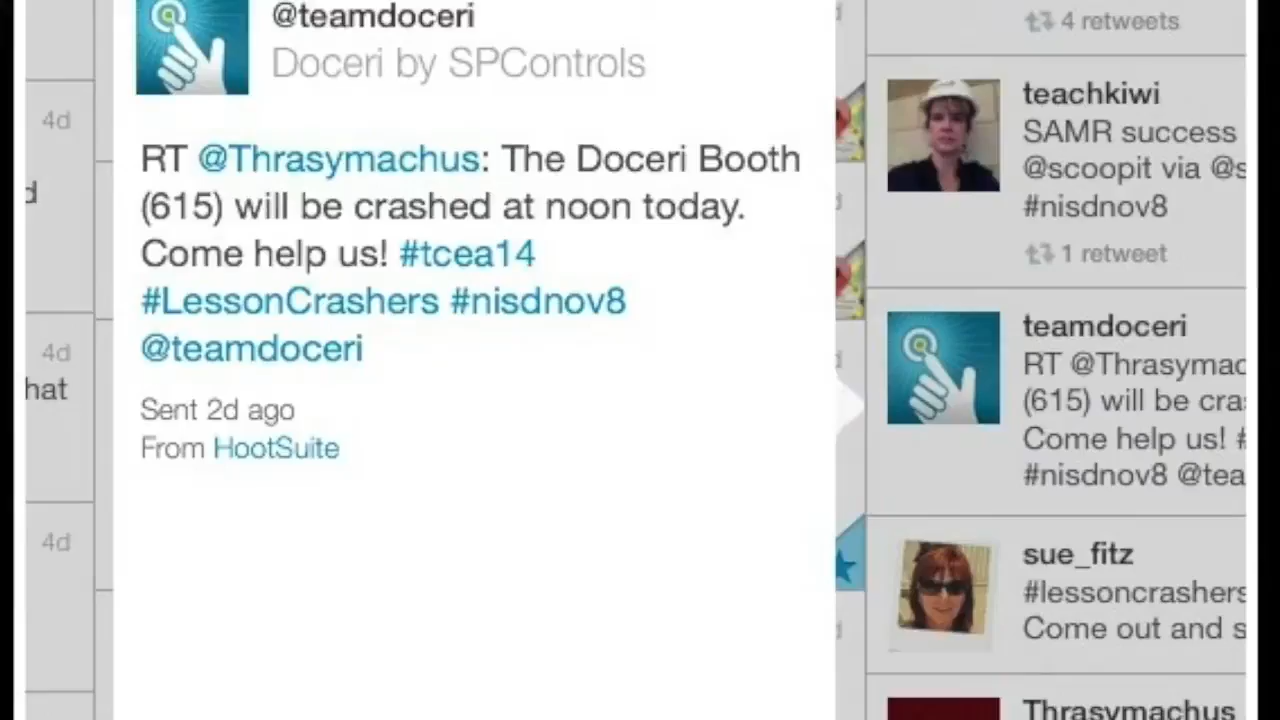 @teamdoceri
Doceri by SPControls
RT @Thrasymachus: The Doceri Booth
(615) will be crashed at noon today.
Come help us! #tcea14
#LessonCrashers #nisdnov8
@teamdoceri
Sent 2d ago
From HootSuite
4d
4d
hat
4d
4 retweets
teachkiwi
SAMR success
@scoopit via @s
#nisdnov8
1 retweet
teamdoceri
RT @Thrasymac
(615) will be cra
Come help us! #
#nisdnov8 @tea
sue_fitz
#lessoncrashers
Come out and s
Thrasymachus